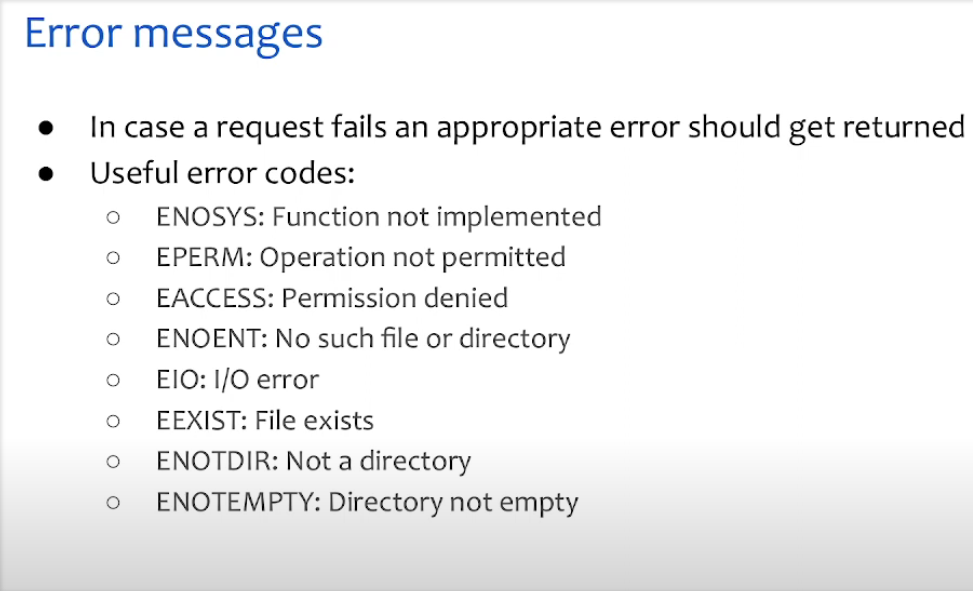 Error messages
● In case a request fails an appropriate error should get returned
● Useful error codes:
○ ENOSYS: Function not implemented
○ EPERM: Operation not permitted
○ EACCESS: Permission denied
○ ENOENT: No such file or directory
○ EIO: I/O error
○ EEXIST: File exists
○ ENOTDIR: Not a directory
○ ENOTEMPTY: Directory not empty